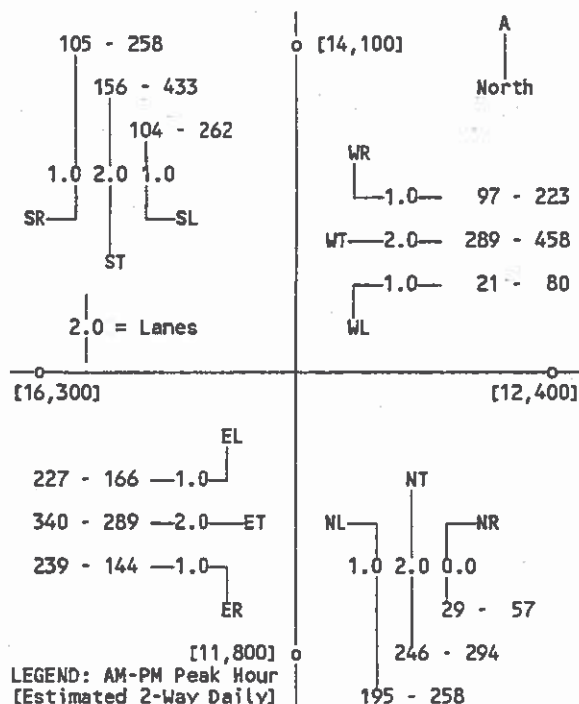 105 - 258
[14,100]
A
North
156 - 433
104 - 262
1.0 2.0 1.0
SR
SL
ST
2.0 = Lanes
WR
1.0 97 - 223
WT 2.0 289 - 458
1.0 21 - 80
WL
[16,300]
[12,400]
EL
227 - 166 1.0
340 - 289 2.0 ET
239 - 144 1.0
ER
NT
NL
NR
1.0 2.0 0.0
29 - 57
246 - 294
195 - 258
[11,800]
LEGEND: AM-PM Peak Hour
[Estimated 2-Way Daily]